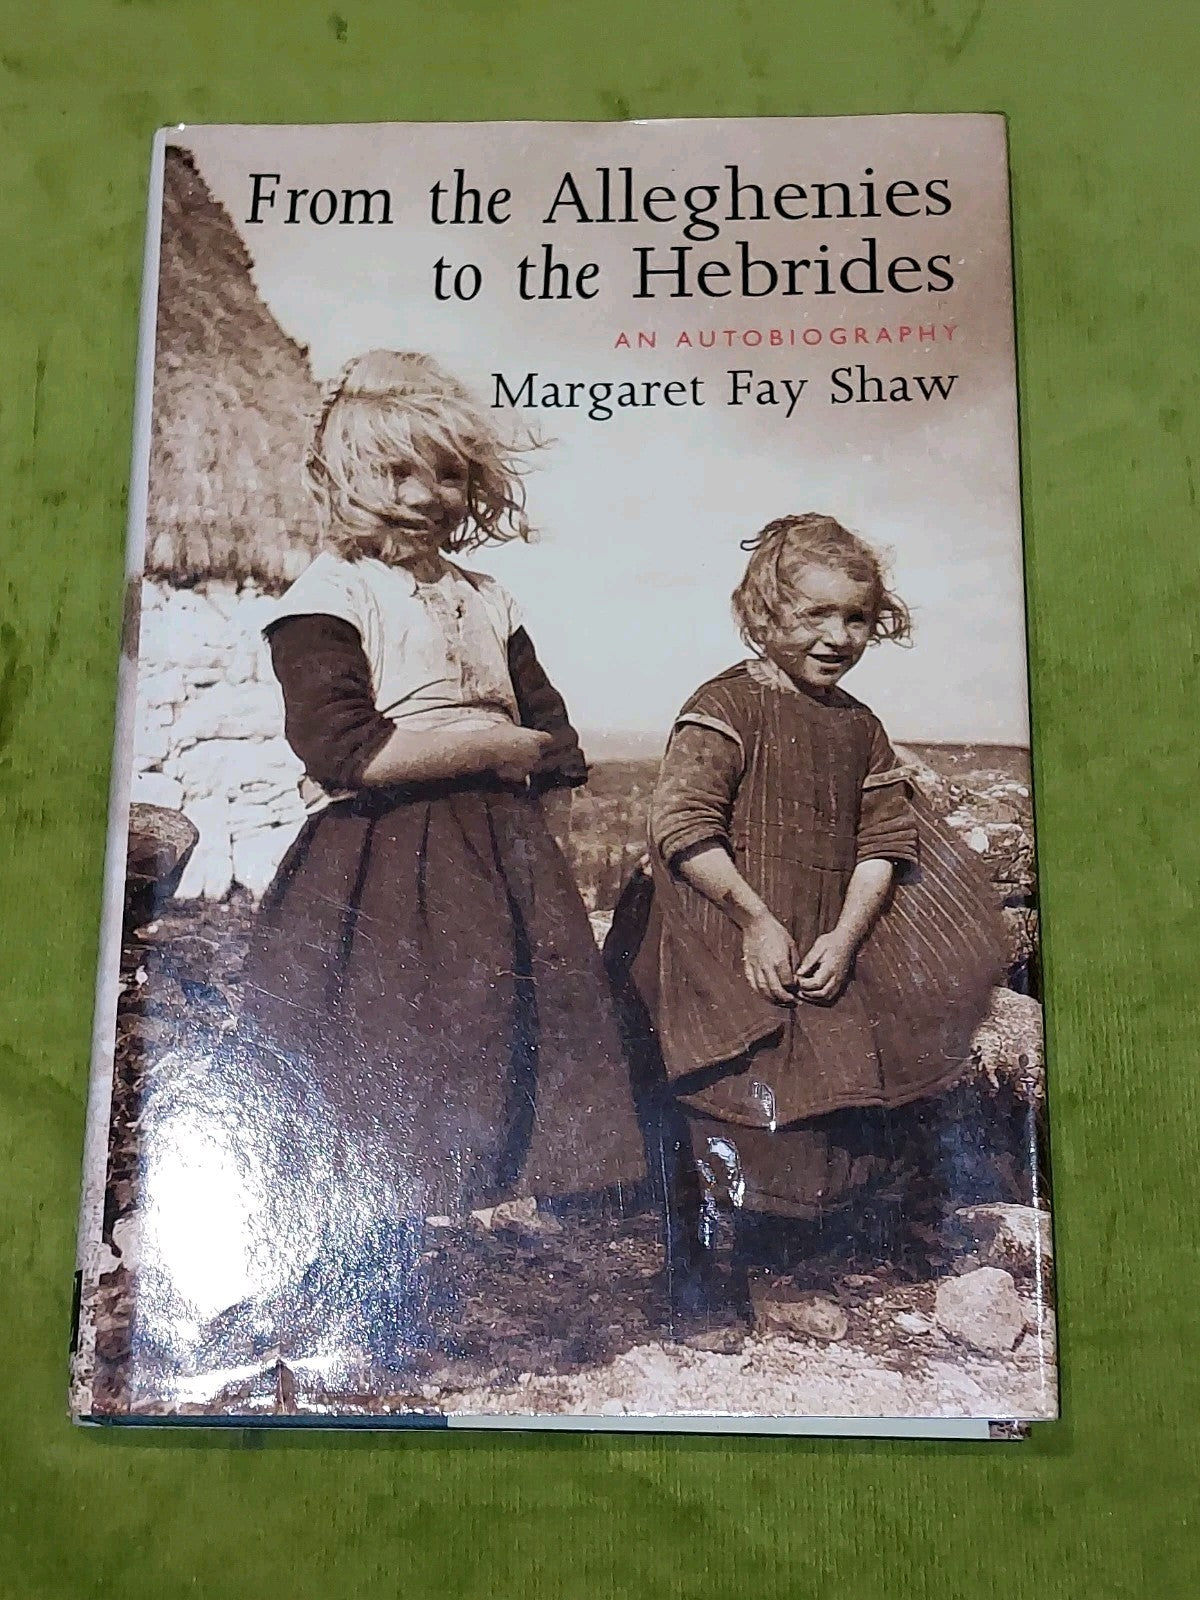 From the Alleghenies
to the Hebrides
AN AUTOBIOGRAPHY
Margaret Fay Shaw